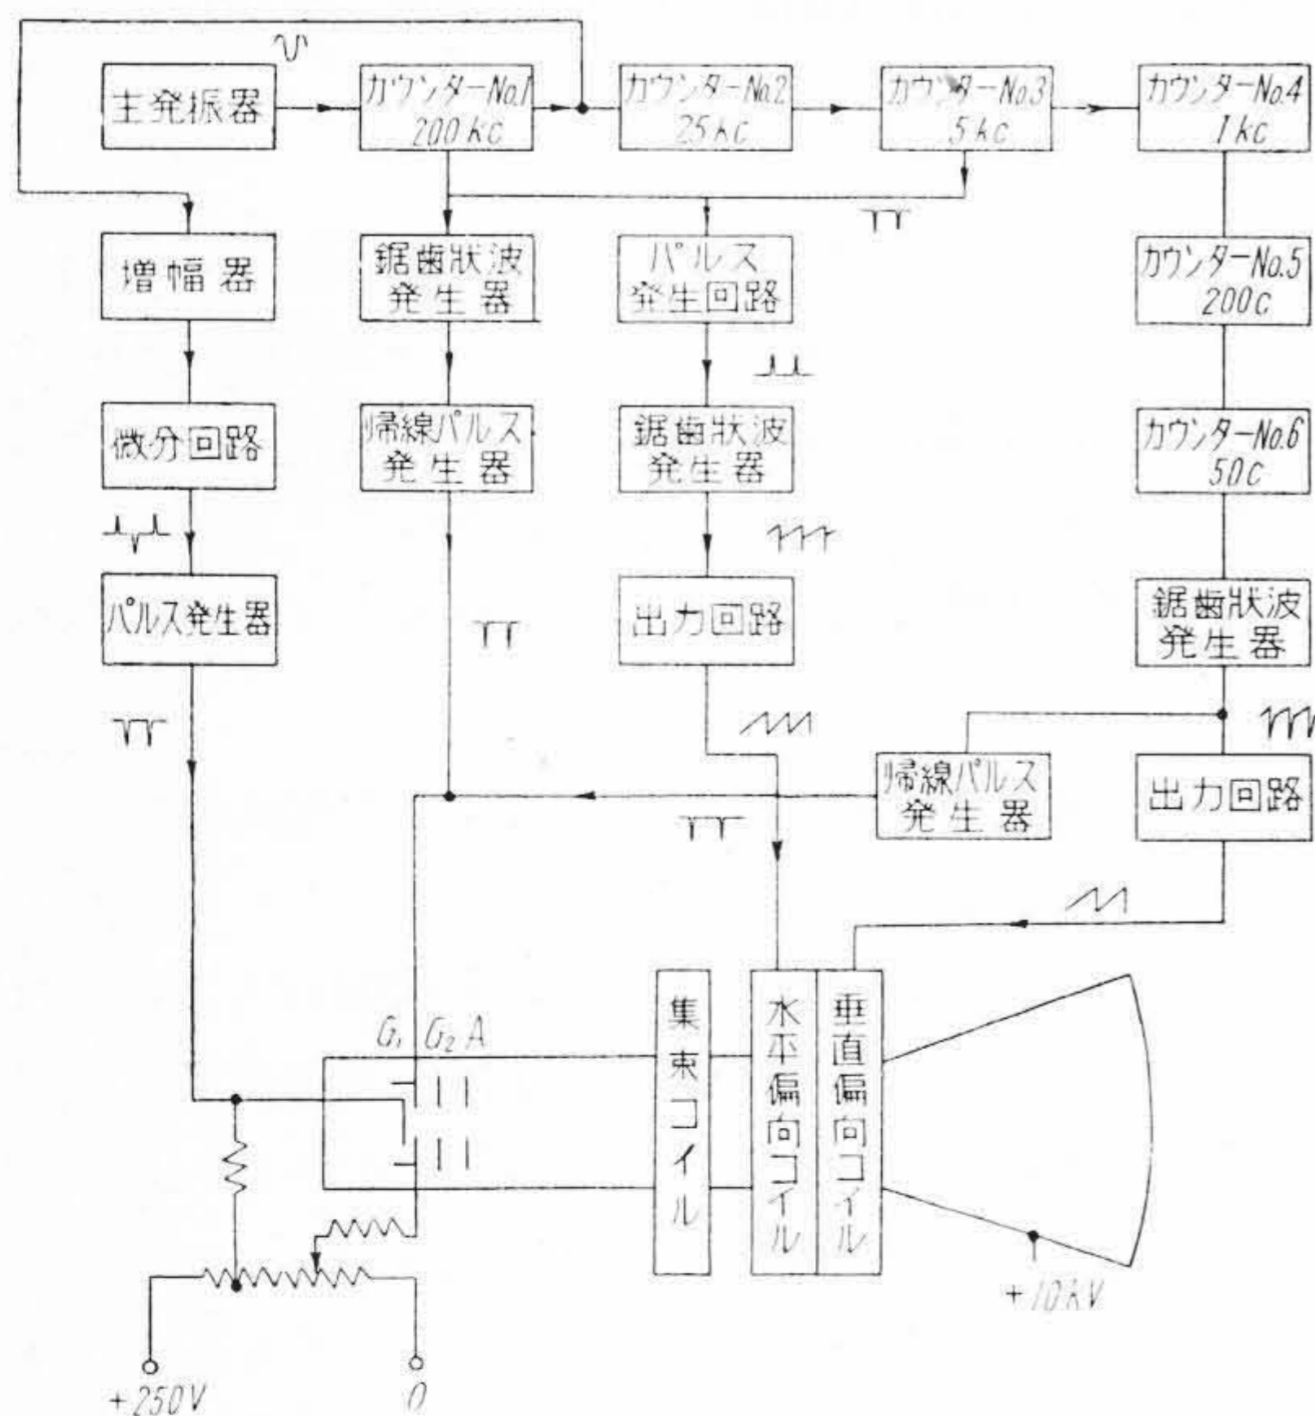 主発振器
カウンターNo.1
200kc
カウンターNo.2
25kc
カウンターNo.3
5kc
カウンターNo.4
1kc
増幅器
鋸歯狀波
発生器
パルス
発生回路
カウンターNo.5
200c
微分回路
帰線パルス
発生器
鋸歯狀波
発生器
カウンターNo.6
50c
パルス発生器
出力回路
鋸歯狀波
発生器
帰線パルス
発生器
出力回路
G₁ G₂ A
集束コイル
水平偏向コイル
垂直偏向コイル
+10kV
+250V
0